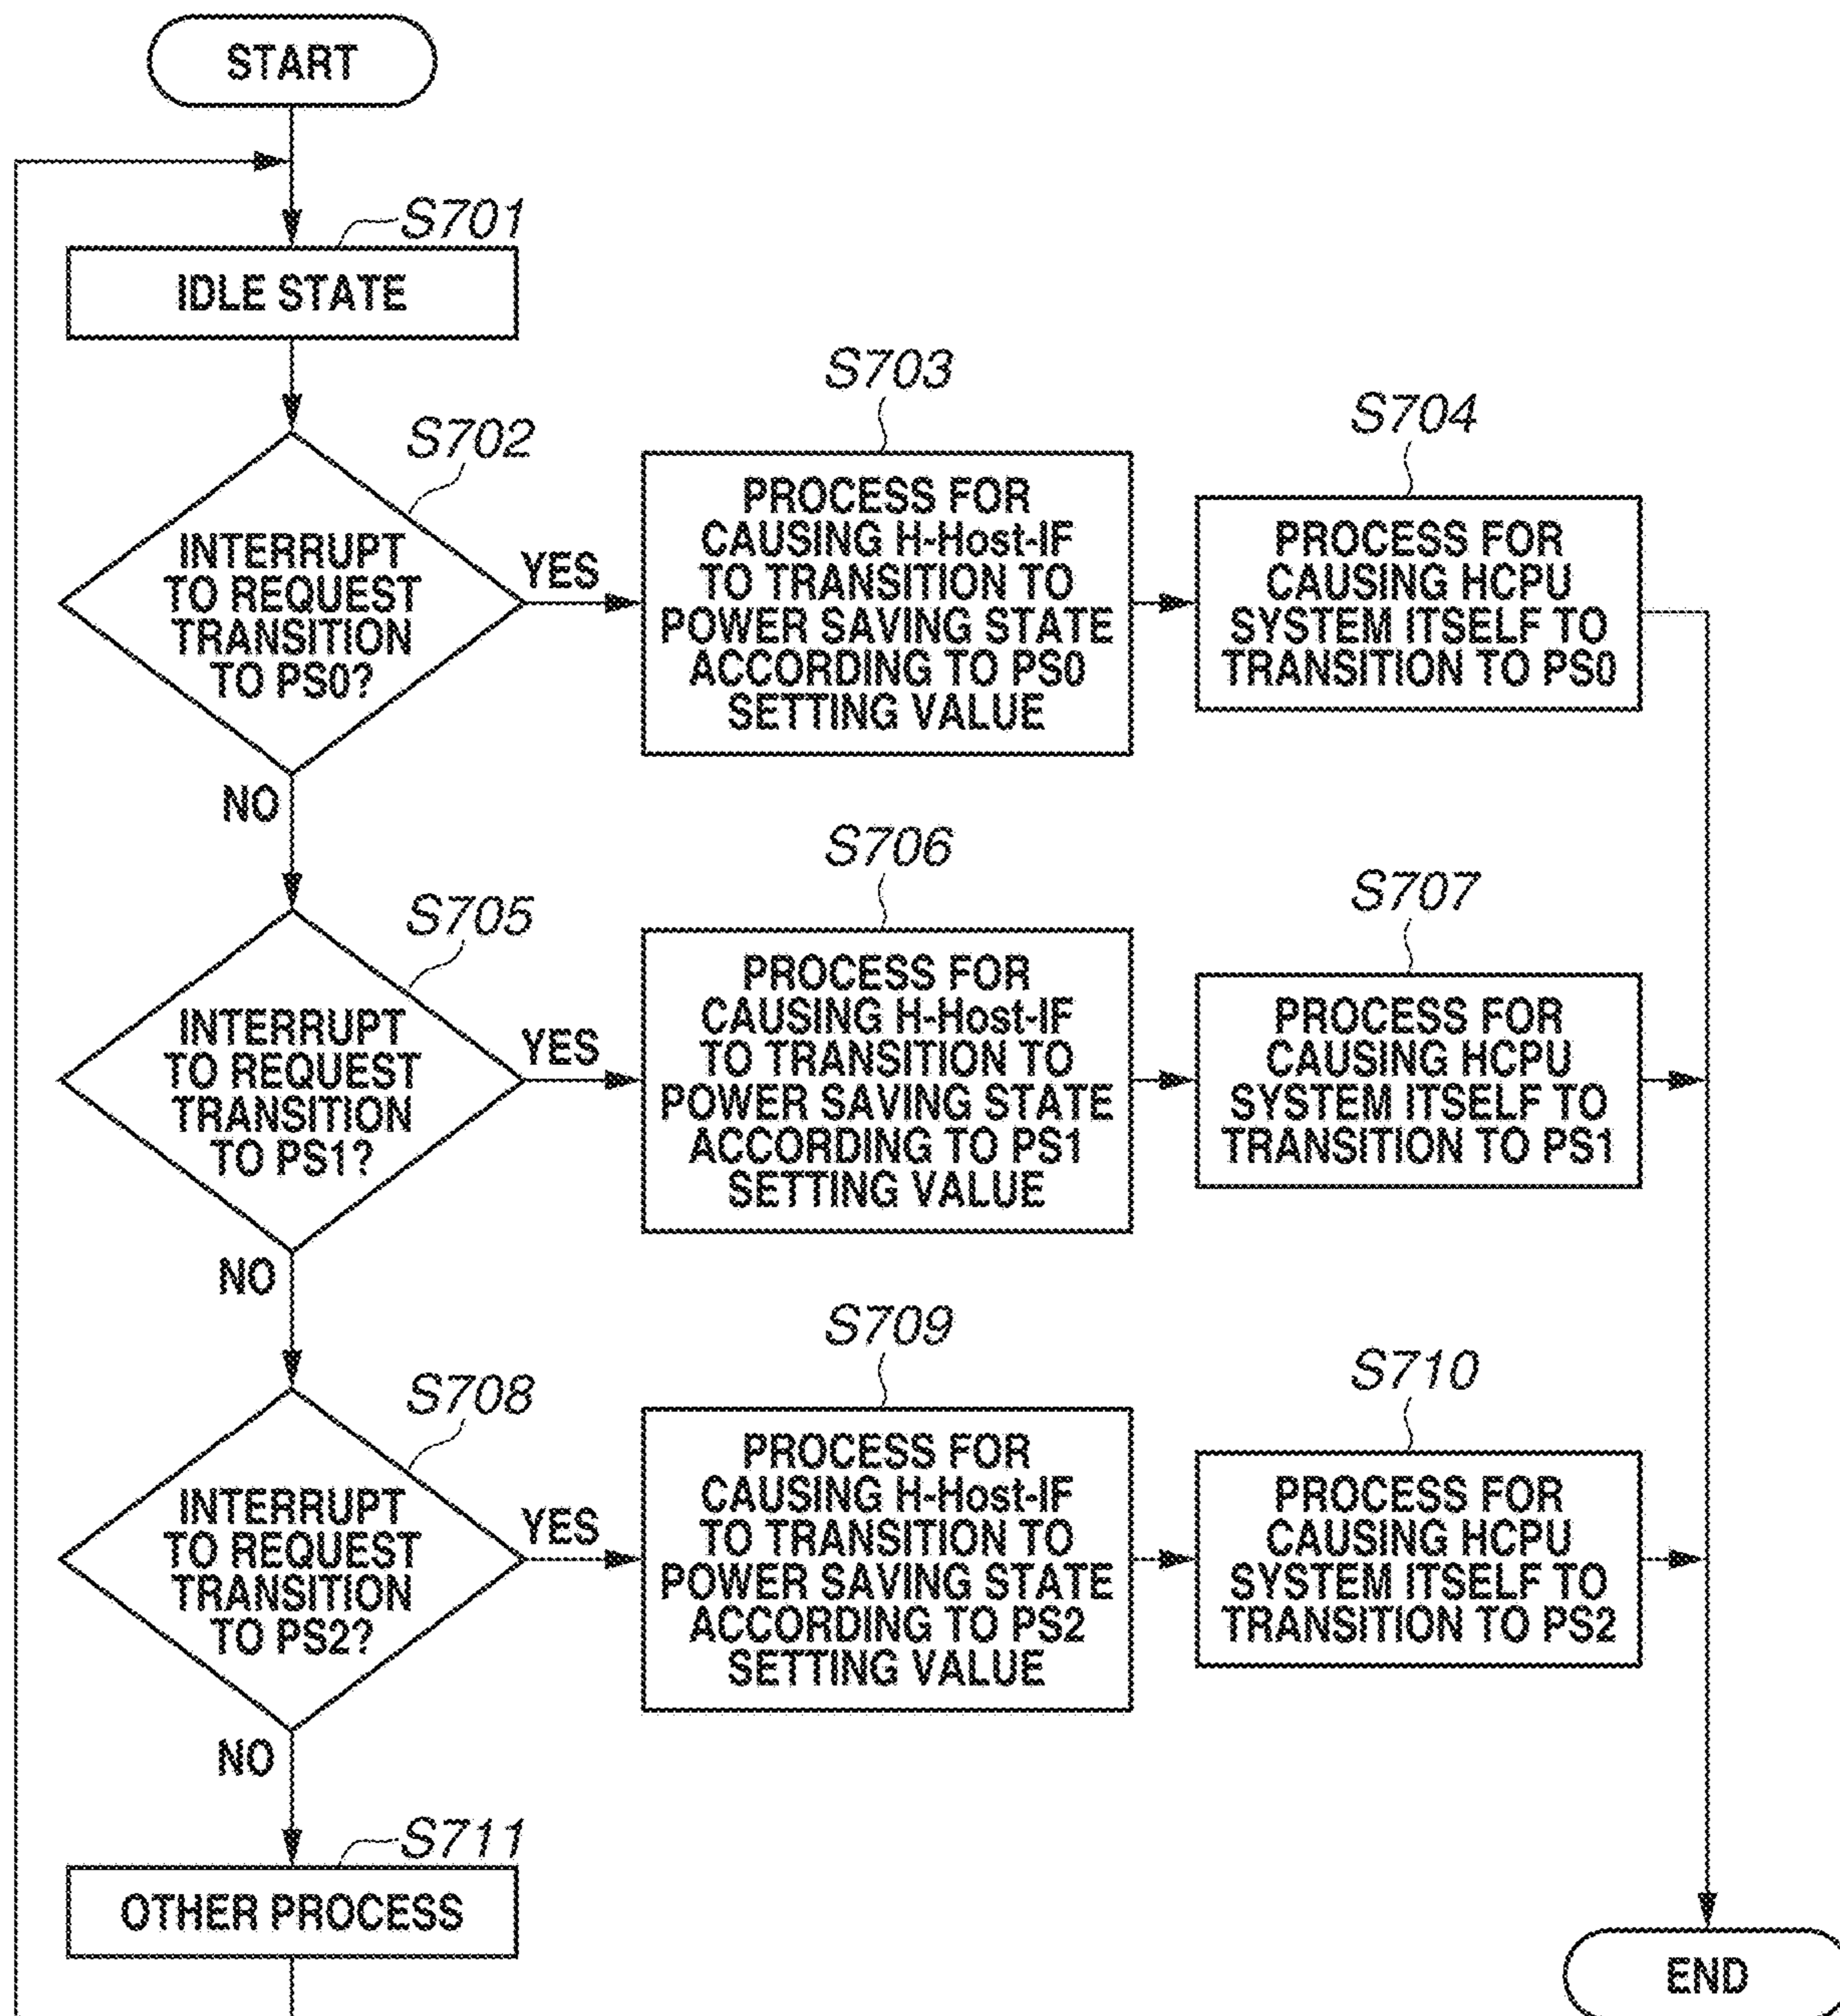 START
S701
IDLE STATE
S702
INTERRUPT
TO REQUEST
TRANSITION
TO PS0?
YES
NO
S703
PROCESS FOR
CAUSING H-Host-IF
TO TRANSITION TO
POWER SAVING STATE
ACCORDING TO PS0
SETTING VALUE
S704
PROCESS FOR
CAUSING HCPU
SYSTEM ITSELF TO
TRANSITION TO PS0
S705
INTERRUPT
TO REQUEST
TRANSITION
TO PS1?
YES
NO
S706
PROCESS FOR
CAUSING H-Host-IF
TO TRANSITION TO
POWER SAVING STATE
ACCORDING TO PS1
SETTING VALUE
S707
PROCESS FOR
CAUSING HCPU
SYSTEM ITSELF TO
TRANSITION TO PS1
S708
INTERRUPT
TO REQUEST
TRANSITION
TO PS2?
YES
NO
S709
PROCESS FOR
CAUSING H-Host-IF
TO TRANSITION TO
POWER SAVING STATE
ACCORDING TO PS2
SETTING VALUE
S710
PROCESS FOR
CAUSING HCPU
SYSTEM ITSELF TO
TRANSITION TO PS2
S711
OTHER PROCESS
END